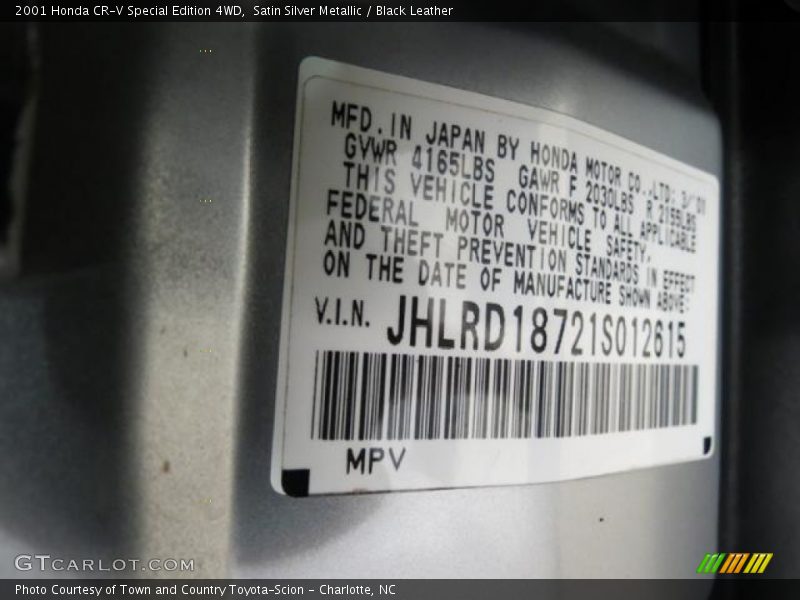 2001 Honda CR-V Special Edition 4WD, Satin Silver Metallic / Black Leather
MFD. IN JAPAN BY HONDA MOTOR CO., LTD. 3/'01
GVWR 4165LBS GAWR F 2030LBS R 2155LBS
THIS VEHICLE CONFORMS TO ALL APPLICABLE
FEDERAL MOTOR VEHICLE SAFETY,
AND THEFT PREVENTION STANDARDS IN EFFECT
ON THE DATE OF MANUFACTURE SHOWN ABOVE.
V.I.N. JHLRD18721S012615
MPV
GTCARLOT.COM
Photo Courtesy of Town and Country Toyota-Scion - Charlotte, NC